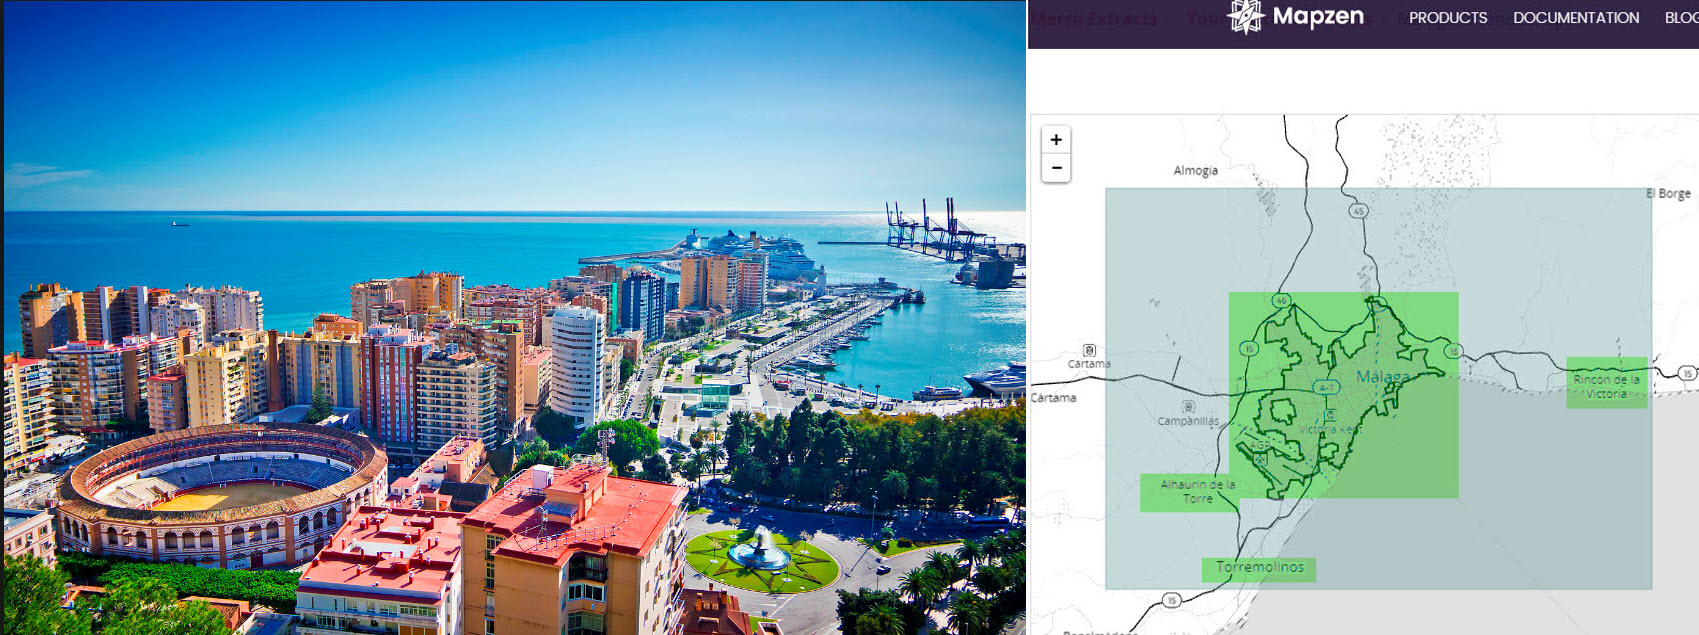 Metro Extracts
Your
Mapzen
PRODUCTS
DOCUMENTATION
BLOG
+
−
Almogía
El Borge
45
46
15
15
Cártama
Cártama
Málaga
A-7
Rincón de la
Victoria
15
Campanillas
Victoria Kent
Alhaurín de la
Torre
Torremolinos
15